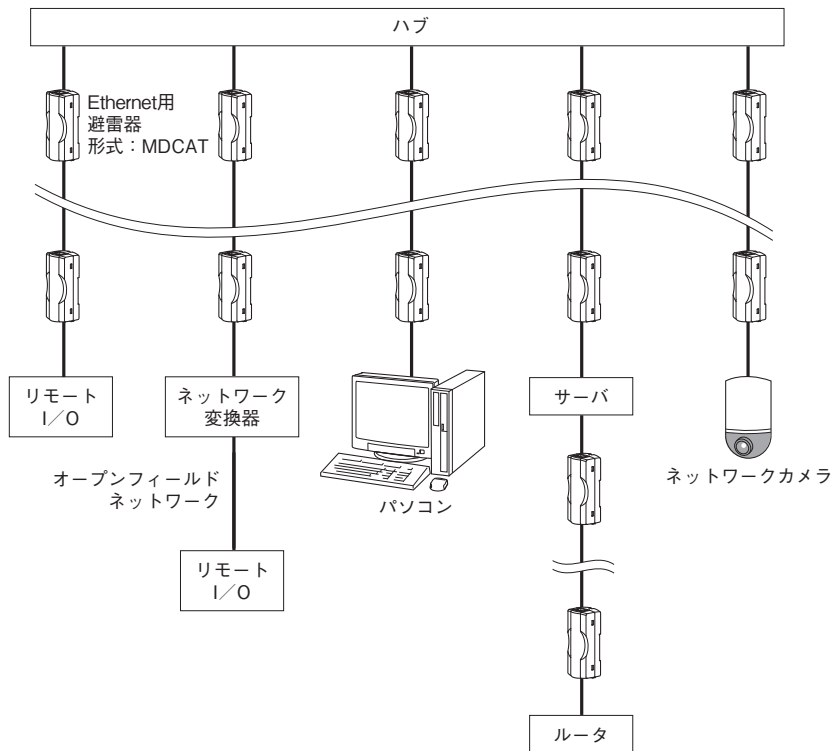 ハブ
Ethernet用
避雷器
形式：MDCAT
リモート
I／O
ネットワーク
変換器
サーバ
オープンフィールド
ネットワーク
パソコン
ネットワークカメラ
リモート
I／O
ルータ